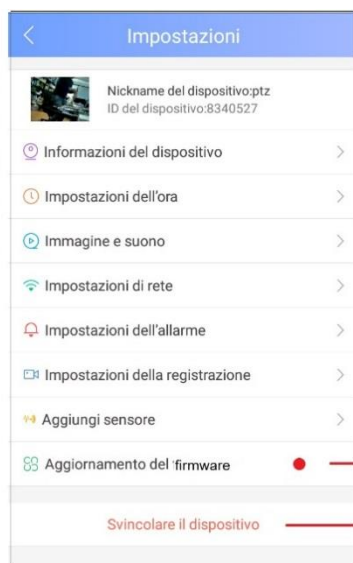 Impostazioni
Nickname del dispositivo:ptz
ID del dispositivo:8340527
Informazioni del dispositivo
Impostazioni dell'ora
Immagine e suono
Impostazioni di rete
Impostazioni dell'allarme
Impostazioni della registrazione
Aggiungi sensore
Aggiornamento del firmware
Svincolare il dispositivo